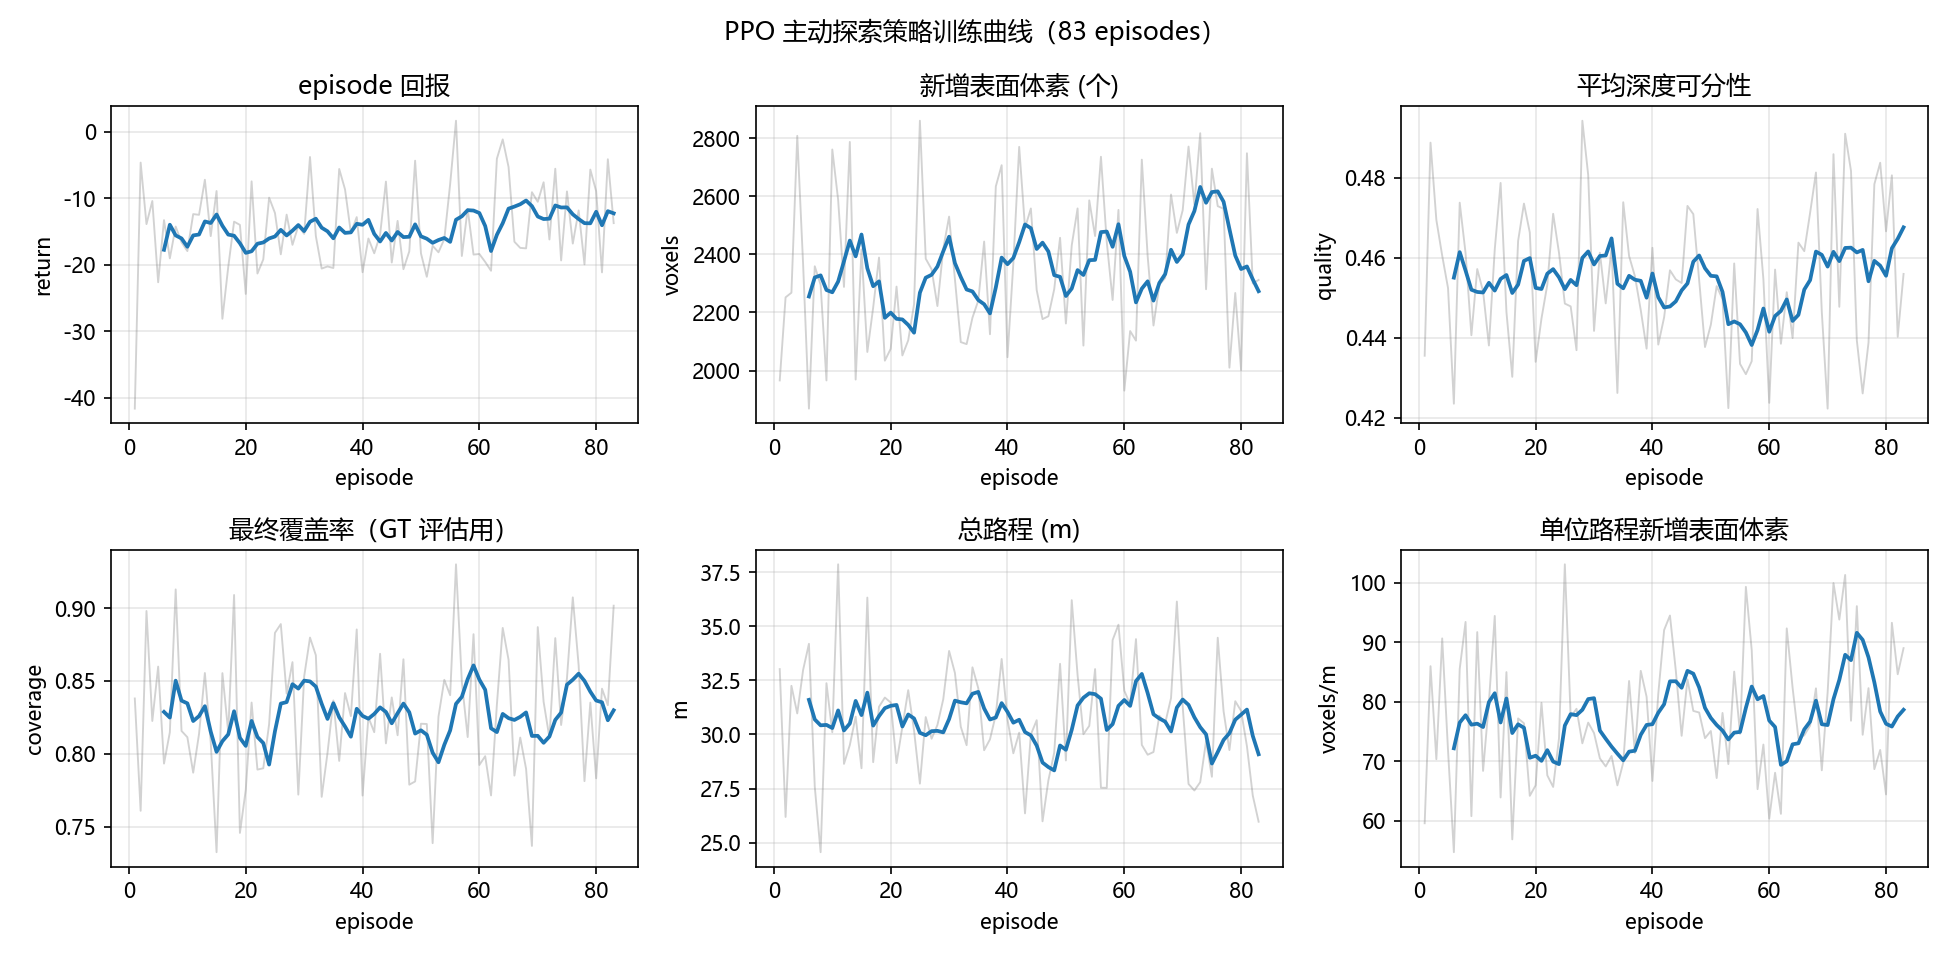 PPO 主动探索策略训练曲线（83 episodes）
episode 回报
return
0
-10
-20
-30
-40
0 20 40 60 80
episode
新增表面体素 (个)
voxels
2800
2600
2400
2200
2000
0 20 40 60 80
episode
平均深度可分性
quality
0.48
0.46
0.44
0.42
0 20 40 60 80
episode
最终覆盖率（GT 评估用）
coverage
0.90
0.85
0.80
0.75
0 20 40 60 80
episode
总路程 (m)
m
37.5
35.0
32.5
30.0
27.5
25.0
0 20 40 60 80
episode
单位路程新增表面体素
voxels/m
100
90
80
70
60
0 20 40 60 80
episode